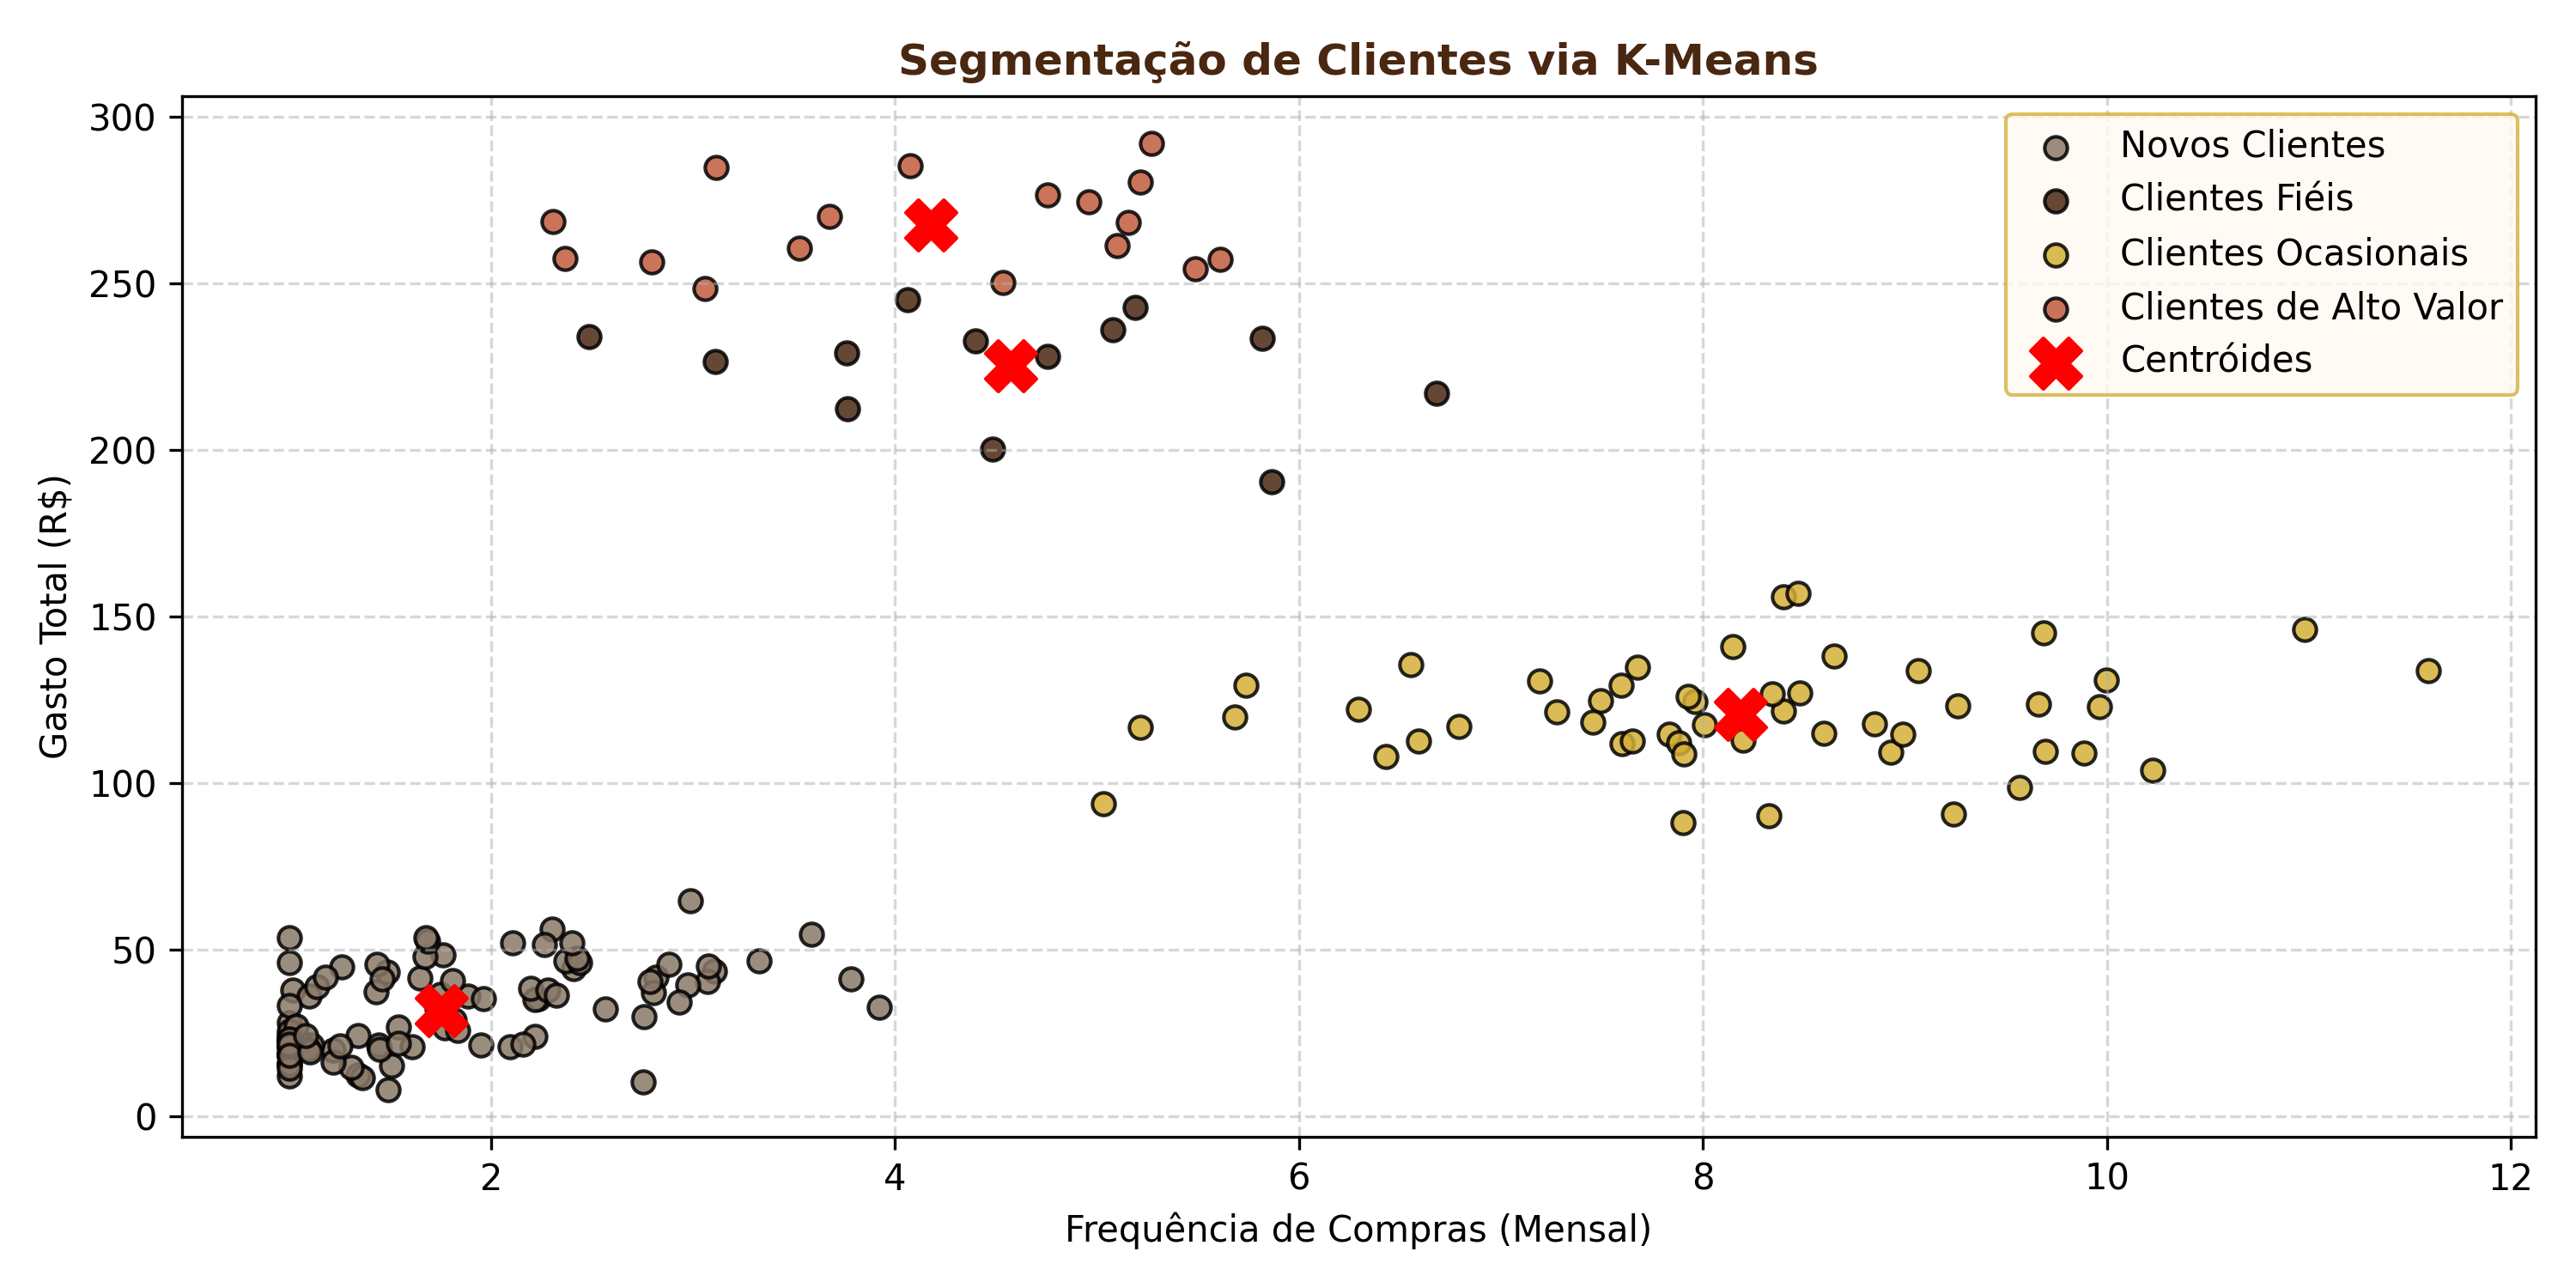 Segmentação de Clientes via K-Means
300
250
200
150
100
50
0
Gasto Total (R$)
Novos Clientes
Clientes Fiéis
Clientes Ocasionais
Clientes de Alto Valor
Centróides
2 4 6 8 10 12
Frequência de Compras (Mensal)